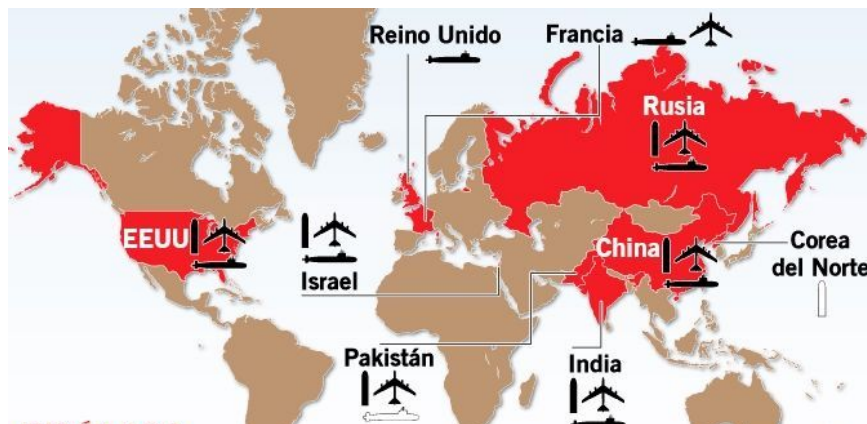 Reino Unido
Francia
Rusia
EEUU
Israel
China
Corea
del Norte
Pakistán
India